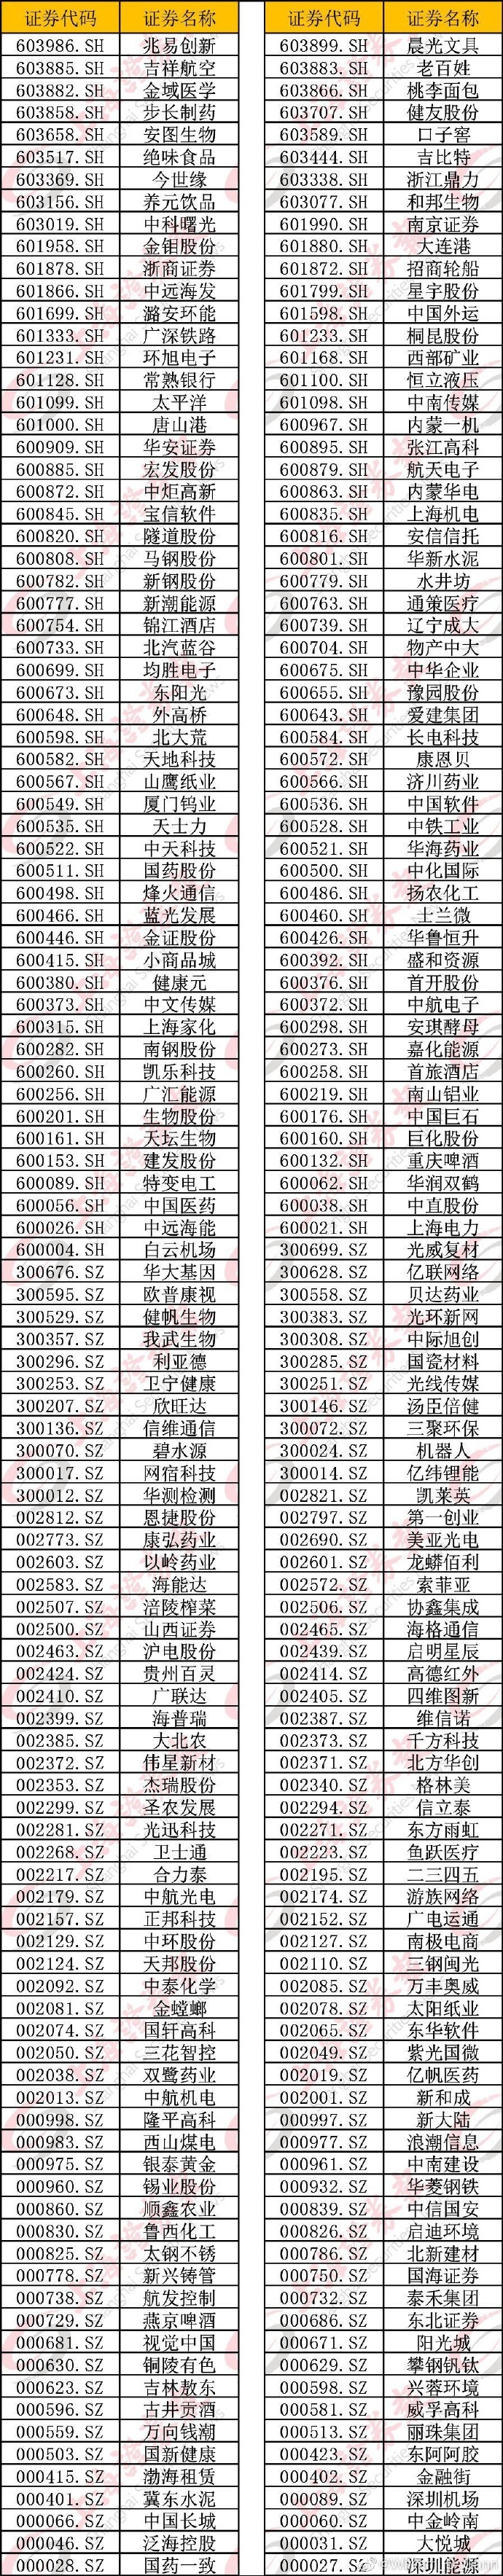 证券代码 证券名称 证券代码 证券名称
603986.SH 兆易创新 603899.SH 晨光文具
603885.SH 吉祥航空 603883.SH 老百姓
603882.SH 金域医学 603866.SH 桃李面包
603858.SH 步长制药 603707.SH 健友股份
603658.SH 安图生物 603589.SH 口子窖
603517.SH 绝味食品 603444.SH 吉比特
603369.SH 今世缘 603338.SH 浙江鼎力
603156.SH 养元饮品 603077.SH 和邦生物
603019.SH 中科曙光 601990.SH 南京证券
601958.SH 金钼股份 601880.SH 大连港
601878.SH 浙商证券 601872.SH 招商轮船
601866.SH 中远海发 601799.SH 星宇股份
601699.SH 潞安环能 601598.SH 中国外运
601333.SH 广深铁路 601233.SH 桐昆股份
601231.SH 环旭电子 601168.SH 西部矿业
601128.SH 常熟银行 601100.SH 恒立液压
601099.SH 太平洋 601098.SH 中南传媒
601000.SH 唐山港 600967.SH 内蒙一机
600909.SH 华安证券 600895.SH 张江高科
600885.SH 宏发股份 600879.SH 航天电子
600872.SH 中炬高新 600863.SH 内蒙华电
600845.SH 宝信软件 600835.SH 上海机电
600820.SH 隧道股份 600816.SH 安信信托
600808.SH 马钢股份 600801.SH 华新水泥
600782.SH 新钢股份 600779.SH 水井坊
600777.SH 新潮能源 600763.SH 通策医疗
600754.SH 锦江酒店 600739.SH 辽宁成大
600733.SH 北汽蓝谷 600704.SH 物产中大
600699.SH 均胜电子 600675.SH 中华企业
600673.SH 东阳光 600655.SH 豫园股份
600648.SH 外高桥 600643.SH 爱建集团
600598.SH 北大荒 600584.SH 长电科技
600582.SH 天地科技 600572.SH 康恩贝
600567.SH 山鹰纸业 600566.SH 济川药业
600549.SH 厦门钨业 600536.SH 中国软件
600535.SH 天士力 600528.SH 中铁工业
600522.SH 中天科技 600521.SH 华海药业
600511.SH 国药股份 600500.SH 中化国际
600498.SH 烽火通信 600486.SH 扬农化工
600466.SH 蓝光发展 600460.SH 士兰微
600446.SH 金证股份 600426.SH 华鲁恒升
600415.SH 小商品城 600392.SH 盛和资源
600380.SH 健康元 600376.SH 首开股份
600373.SH 中文传媒 600372.SH 中航电子
600315.SH 上海家化 600298.SH 安琪酵母
600282.SH 南钢股份 600273.SH 嘉化能源
600260.SH 凯乐科技 600258.SH 首旅酒店
600256.SH 广汇能源 600219.SH 南山铝业
600201.SH 生物股份 600176.SH 中国巨石
600161.SH 天坛生物 600160.SH 巨化股份
600153.SH 建发股份 600132.SH 重庆啤酒
600089.SH 特变电工 600062.SH 华润双鹤
600056.SH 中国医药 600038.SH 中直股份
600026.SH 中远海能 600021.SH 上海电力
600004.SH 白云机场 300699.SZ 光威复材
300676.SZ 华大基因 300628.SZ 亿联网络
300595.SZ 欧普康视 300558.SZ 贝达药业
300529.SZ 健帆生物 300383.SZ 光环新网
300357.SZ 我武生物 300308.SZ 中际旭创
300296.SZ 利亚德 300285.SZ 国瓷材料
300253.SZ 卫宁健康 300251.SZ 光线传媒
300207.SZ 欣旺达 300146.SZ 汤臣倍健
300136.SZ 信维通信 300072.SZ 三聚环保
300070.SZ 碧水源 300024.SZ 机器人
300017.SZ 网宿科技 300014.SZ 亿纬锂能
300012.SZ 华测检测 002821.SZ 凯莱英
002812.SZ 恩捷股份 002797.SZ 第一创业
002773.SZ 康弘药业 002690.SZ 美亚光电
002603.SZ 以岭药业 002601.SZ 龙蟒佰利
002583.SZ 海能达 002572.SZ 索菲亚
002507.SZ 涪陵榨菜 002506.SZ 协鑫集成
002500.SZ 山西证券 002465.SZ 海格通信
002463.SZ 沪电股份 002439.SZ 启明星辰
002424.SZ 贵州百灵 002414.SZ 高德红外
002410.SZ 广联达 002405.SZ 四维图新
002399.SZ 海普瑞 002387.SZ 维信诺
002385.SZ 大北农 002373.SZ 千方科技
002372.SZ 伟星新材 002371.SZ 北方华创
002353.SZ 杰瑞股份 002340.SZ 格林美
002299.SZ 圣农发展 002294.SZ 信立泰
002281.SZ 光迅科技 002271.SZ 东方雨虹
002268.SZ 卫士通 002223.SZ 鱼跃医疗
002217.SZ 合力泰 002195.SZ 二三四五
002179.SZ 中航光电 002174.SZ 游族网络
002157.SZ 正邦科技 002152.SZ 广电运通
002129.SZ 中环股份 002127.SZ 南极电商
002124.SZ 天邦股份 002110.SZ 三钢闽光
002092.SZ 中泰化学 002085.SZ 万丰奥威
002081.SZ 金螳螂 002078.SZ 太阳纸业
002074.SZ 国轩高科 002065.SZ 东华软件
002050.SZ 三花智控 002049.SZ 紫光国微
002038.SZ 双鹭药业 002019.SZ 亿帆医药
002013.SZ 中航机电 002001.SZ 新和成
000998.SZ 隆平高科 000997.SZ 新大陆
000983.SZ 西山煤电 000977.SZ 浪潮信息
000975.SZ 银泰黄金 000961.SZ 中南建设
000960.SZ 锡业股份 000932.SZ 华菱钢铁
000860.SZ 顺鑫农业 000839.SZ 中信国安
000830.SZ 鲁西化工 000826.SZ 启迪环境
000825.SZ 太钢不锈 000786.SZ 北新建材
000778.SZ 新兴铸管 000750.SZ 国海证券
000738.SZ 航发控制 000732.SZ 泰禾集团
000729.SZ 燕京啤酒 000686.SZ 东北证券
000681.SZ 视觉中国 000671.SZ 阳光城
000630.SZ 铜陵有色 000629.SZ 攀钢钒钛
000623.SZ 吉林敖东 000598.SZ 兴蓉环境
000596.SZ 古井贡酒 000581.SZ 威孚高科
000559.SZ 万向钱潮 000513.SZ 丽珠集团
000503.SZ 国新健康 000423.SZ 东阿阿胶
000415.SZ 渤海租赁 000402.SZ 金融街
000401.SZ 冀东水泥 000089.SZ 深圳机场
000066.SZ 中国长城 000060.SZ 中金岭南
000046.SZ 泛海控股 000031.SZ 大悦城
000028.SZ 国药一致 000027.SZ 深圳能源